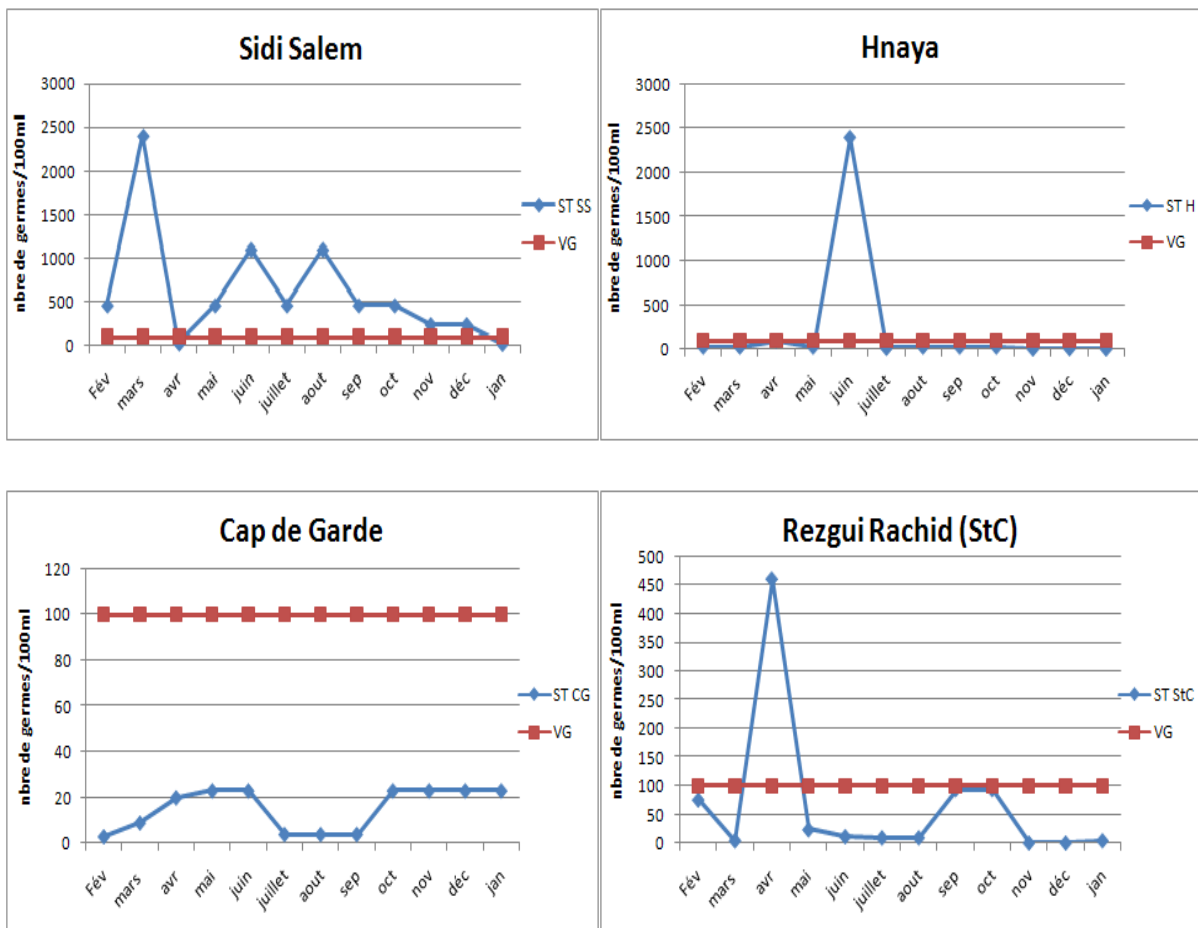 Sidi Salem
nbre de germes/100ml
3000
2500
2000
1500
1000
500
0
Fév mars avr mai juin juillet aout sep oct nov déc jan
ST SS
VG
Hnaya
nbre de germes/100ml
3000
2500
2000
1500
1000
500
0
Fév mars avr mai juin juillet aout sep oct nov déc jan
ST H
VG
Cap de Garde
nbre de germes/100ml
120
100
80
60
40
20
0
Fév mars avr mai juin juillet aout sep oct nov déc jan
ST CG
VG
Rezgui Rachid (StC)
nbre de germes/100ml
500
450
400
350
300
250
200
150
100
50
0
Fév mars avr mai juin juillet aout sep oct nov déc jan
ST StC
VG